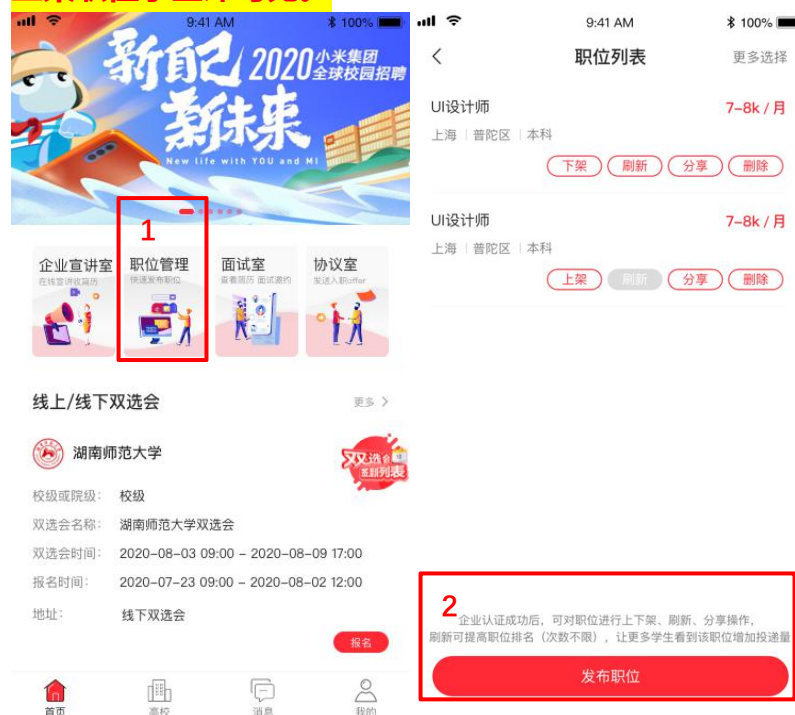 9:41 AM
100%
新自己
2020
小米集团
全球校园招聘
新未来
New life with YOU and MI
1
企业宣讲室
在线宣讲收简历
职位管理
快速发布职位
面试室
查看简历 面试邀约
协议室
发送入职offer
线上/线下双选会
更多
湖南师范大学
双选会
签到列表
校级或院级: 校级
双选会名称: 湖南师范大学双选会
双选会时间: 2020-08-03 09:00 - 2020-08-09 17:00
报名时间: 2020-07-23 09:00 - 2020-08-02 12:00
地址: 线下双选会
报名
首页 高校 消息 我的
9:41 AM
100%
职位列表
更多选择
UI设计师 7-8k / 月
上海 普陀区 本科
下架 刷新 分享 删除
UI设计师 7-8k / 月
上海 普陀区 本科
上架 刷新 分享 删除
2
企业认证成功后，可对职位进行上下架、刷新、分享操作，
刷新可提高职位排名（次数不限），让更多学生看到该职位增加投递量
发布职位